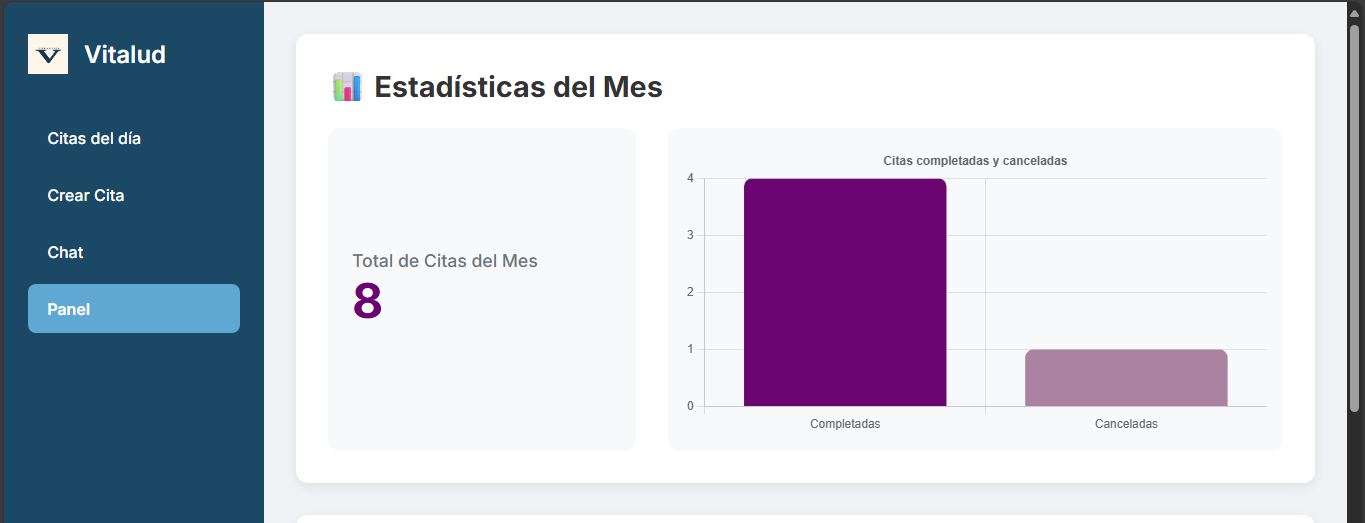 Vitalud
Citas del día
Crear Cita
Chat
Panel
Estadísticas del Mes
Total de Citas del Mes
8
Citas completadas y canceladas
4
3
2
1
0
Completadas
Canceladas